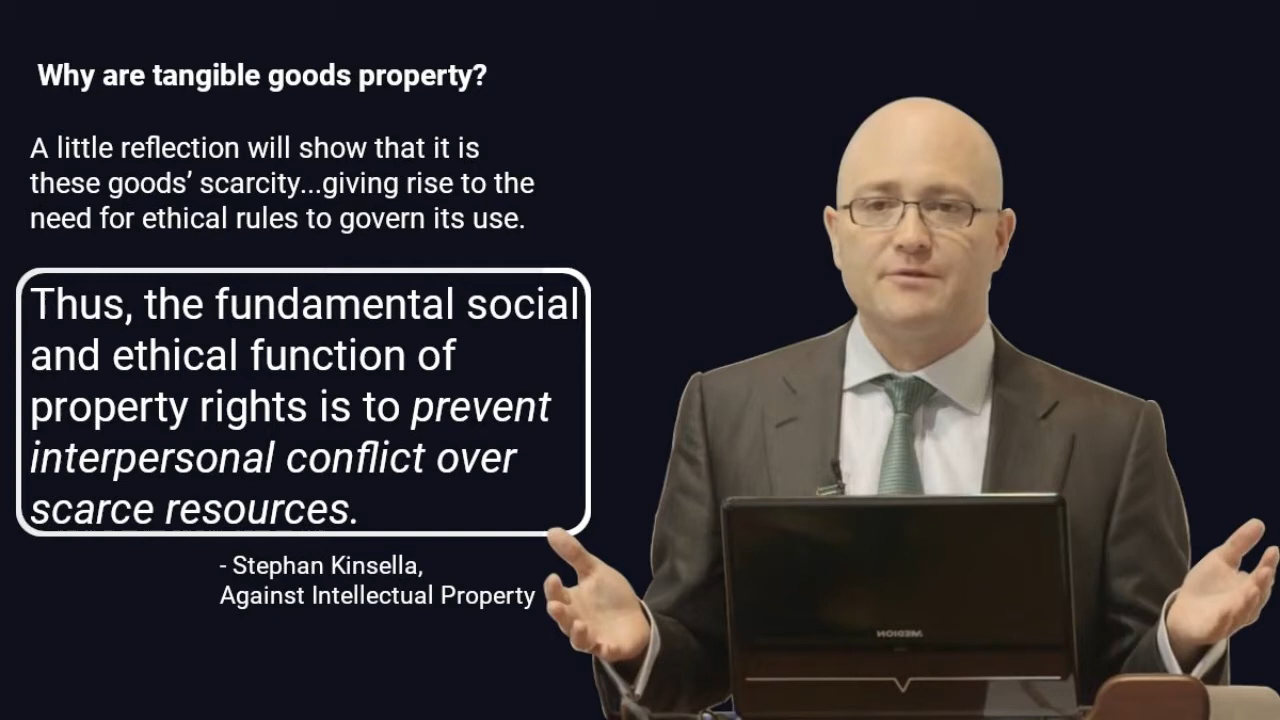 Why are tangible goods property?
A little reflection will show that it is
these goods’ scarcity...giving rise to the
need for ethical rules to govern its use.
Thus, the fundamental social
and ethical function of
property rights is to prevent
interpersonal conflict over
scarce resources.
- Stephan Kinsella,
Against Intellectual Property
MEDION